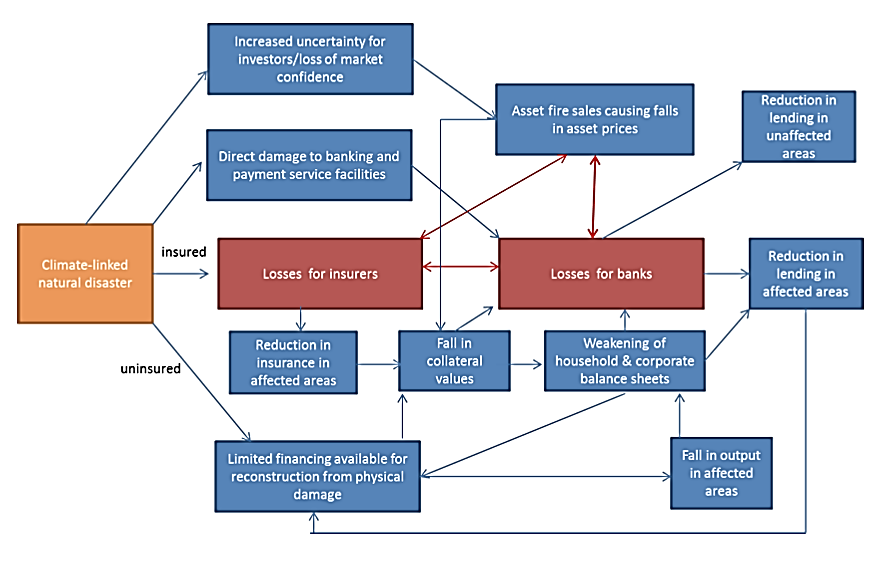 Increased uncertainty for
investors/loss of market
confidence
Asset fire sales causing falls
in asset prices
Reduction in
lending in
unaffected
areas
Direct damage to banking and
payment service facilities
Climate-linked
natural disaster
insured
Losses for insurers
Losses for banks
Reduction in
lending in
affected areas
uninsured
Reduction in
insurance in
affected areas
Fall in
collateral
values
Weakening of
household & corporate
balance sheets
Limited financing available for
reconstruction from physical
damage
Fall in output
in affected
areas